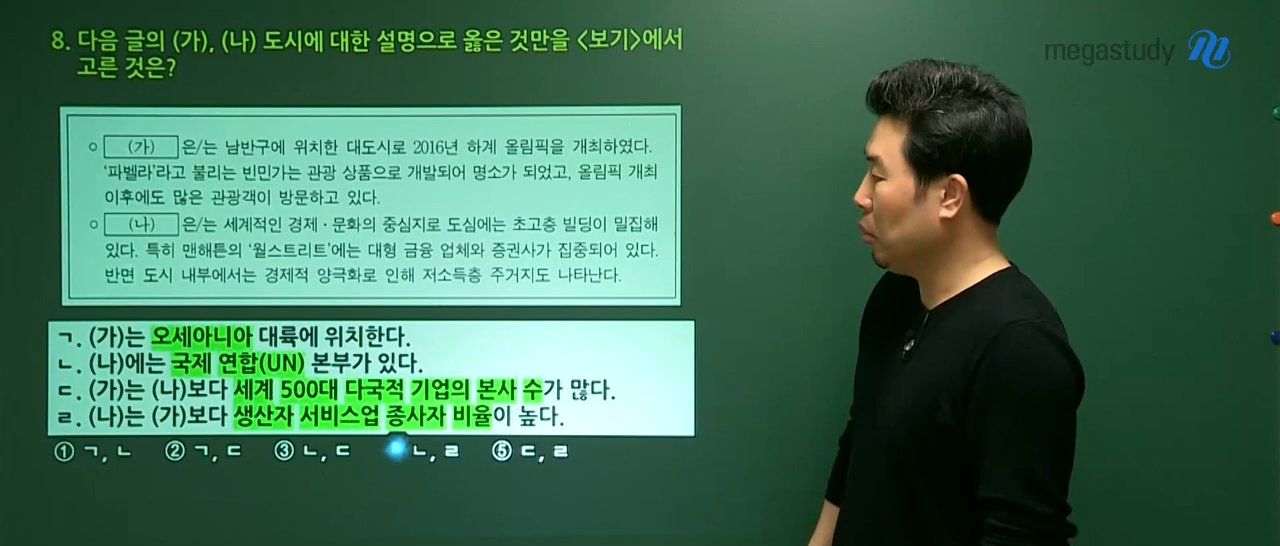 8. 다음 글의 (가), (나) 도시에 대한 설명으로 옳은 것만을 <보기>에서
고른 것은?
megastudy
○ (가) 은/는 남반구에 위치한 대도시로 2016년 하계 올림픽을 개최하였다.
'파벨라'라고 불리는 빈민가는 관광 상품으로 개발되어 명소가 되었고, 올림픽 개최
이후에도 많은 관광객이 방문하고 있다.
○ (나) 은/는 세계적인 경제·문화의 중심지로 도심에는 초고층 빌딩이 밀집해
있다. 특히 맨해튼의 '월스트리트'에는 대형 금융 업체와 증권사가 집중되어 있다.
반면 도시 내부에서는 경제적 양극화로 인해 저소득층 주거지도 나타난다.
ㄱ. (가)는 오세아니아 대륙에 위치한다.
ㄴ. (나)에는 국제 연합(UN) 본부가 있다.
ㄷ. (가)는 (나)보다 세계 500대 다국적 기업의 본사 수가 많다.
ㄹ. (나)는 (가)보다 생산자 서비스업 종사자 비율이 높다.
① ㄱ, ㄴ ② ㄱ, ㄷ ③ ㄴ, ㄷ ㄴ, ㄹ ⑤ ㄷ, ㄹ